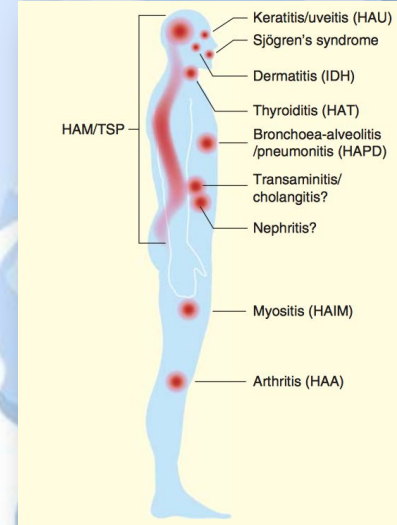 Keratitis/uveitis (HAU)
Sjögren's syndrome
Dermatitis (IDH)
Thyroiditis (HAT)
HAM/TSP
Bronchoea-alveolitis
/pneumonitis (HAPD)
Transaminitis/
cholangitis?
Nephritis?
Myositis (HAIM)
Arthritis (HAA)